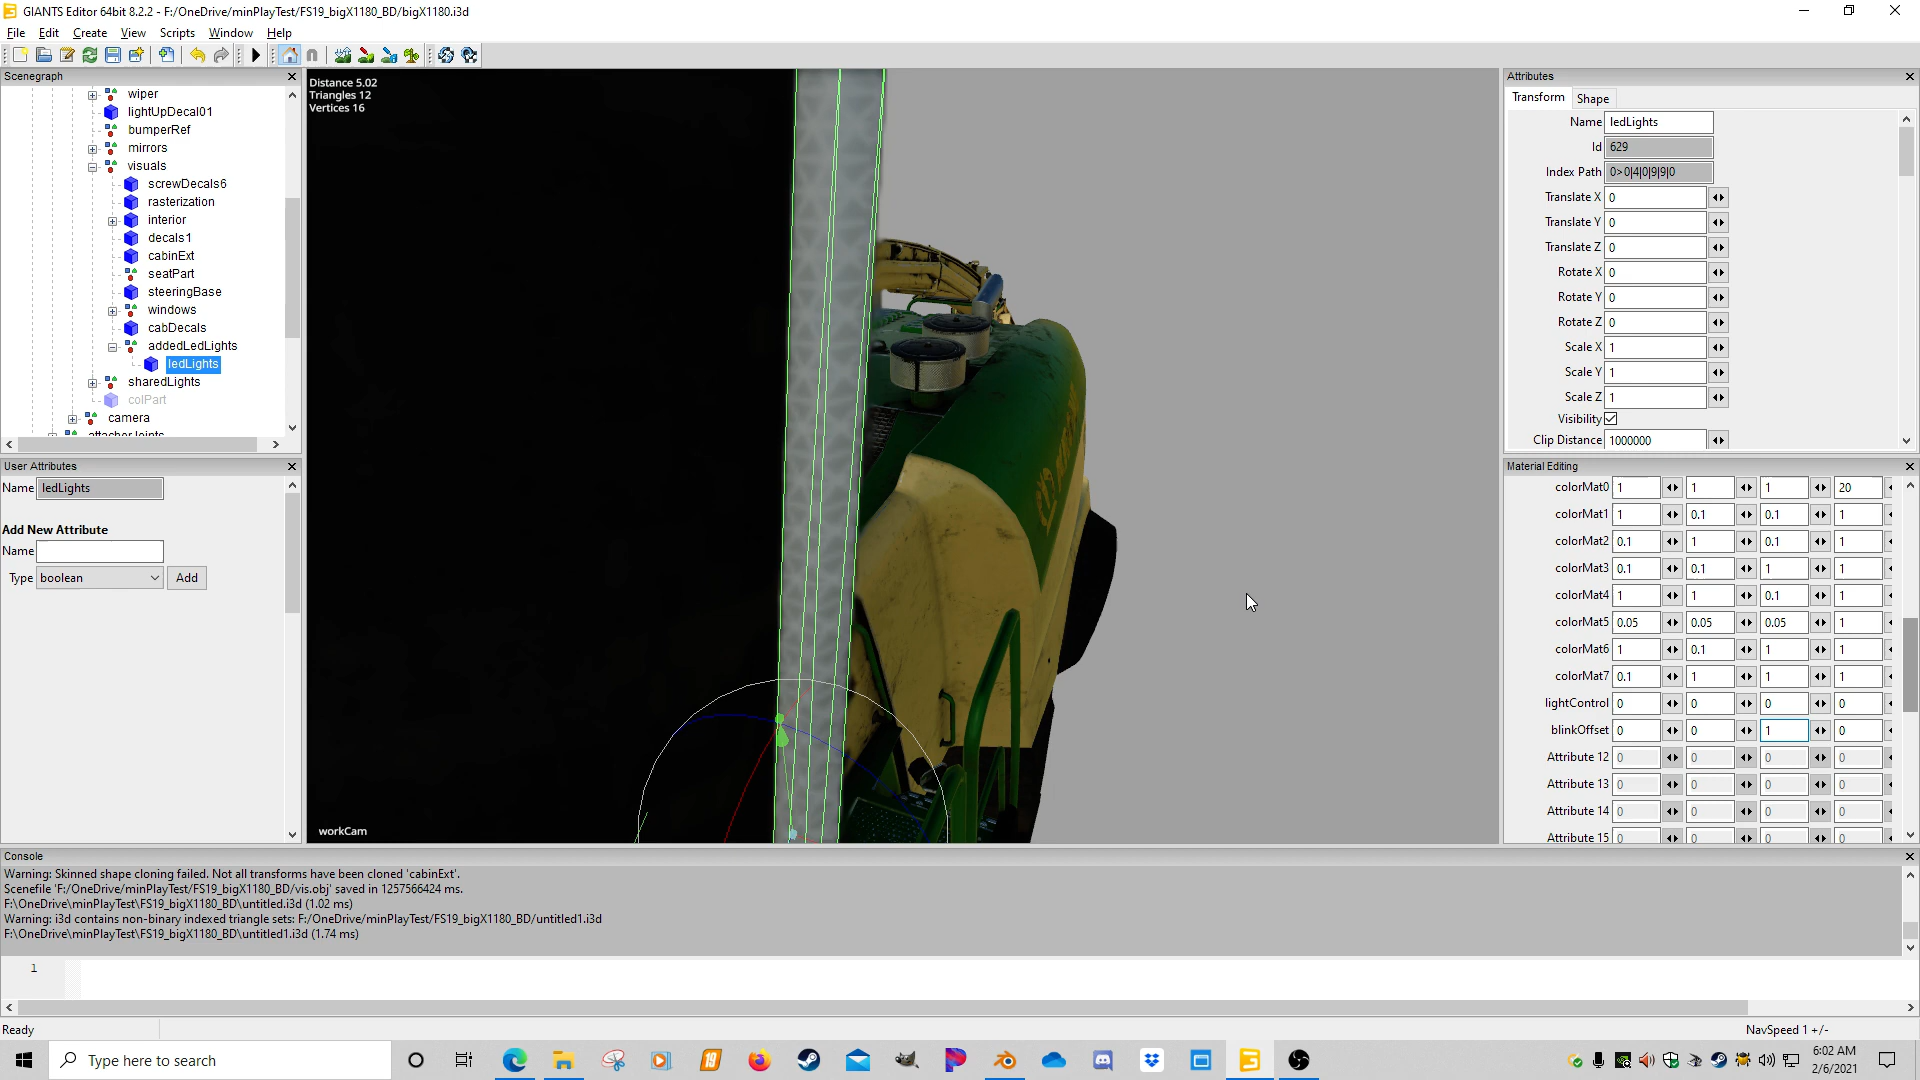 GIANTS Editor 64bit 8.2.2 - F:/OneDrive/minPlayTest/FS19_bigX1180_BD/bigX1180.i3d
File Edit Create View Scripts Window Help
Scenegraph
wiper
lightUpDecal01
bumperRef
mirrors
visuals
screwDecals6
rasterization
interior
decals1
cabinExt
seatPart
steeringBase
windows
cabDecals
addedLedLights
ledLights
sharedLights
colPart
camera
attacherJoints
User Attributes
Name ledLights
Add New Attribute
Name
Type boolean Add
Distance 5.02
Triangles 12
Vertices 16
workCam
Attributes
Transform Shape
Name ledLights
Id 629
Index Path 0>0|4|0|9|9|0
Translate X 0
Translate Y 0
Translate Z 0
Rotate X 0
Rotate Y 0
Rotate Z 0
Scale X 1
Scale Y 1
Scale Z 1
Visibility
Clip Distance 1000000
Material Editing
colorMat0 1 1 1 20
colorMat1 1 0.1 0.1 1
colorMat2 0.1 1 0.1 1
colorMat3 0.1 0.1 1 1
colorMat4 1 1 0.1 1
colorMat5 0.05 0.05 0.05 1
colorMat6 1 0.1 1 1
colorMat7 0.1 1 1 1
lightControl 0 0 0 0
blinkOffset 0 0 1 0
Attribute 12 0 0 0 0
Attribute 13 0 0 0 0
Attribute 14 0 0 0 0
Attribute 15 0 0 0 0
Console
Warning: Skinned shape cloning failed. Not all transforms have been cloned 'cabinExt'.
Scenefile 'F:/OneDrive/minPlayTest/FS19_bigX1180_BD/vis.obj' saved in 1257566424 ms.
F:\OneDrive\minPlayTest\FS19_bigX1180_BD\untitled.i3d (1.02 ms)
Warning: i3d contains non-binary indexed triangle sets: F:/OneDrive/minPlayTest/FS19_bigX1180_BD/untitled1.i3d
F:\OneDrive\minPlayTest\FS19_bigX1180_BD\untitled1.i3d (1.74 ms)
1
Ready
NavSpeed 1 +/-
Type here to search
19
6:02 AM
2/6/2021